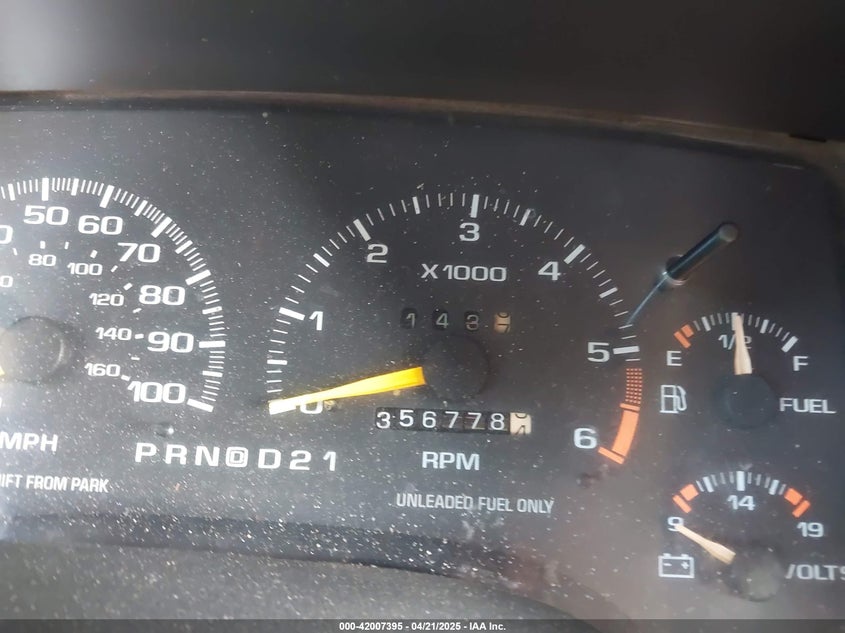 50 60 70 80 90 100
80 100 120 140 160
MPH
SHIFT FROM PARK
0 1 2 3 4 5 6
X1000
143
356778
PRNDD21
RPM
UNLEADED FUEL ONLY
E 1/2 F
FUEL
9 14 19
VOLTS
000-42007395 - 04/21/2025 - IAA Inc.